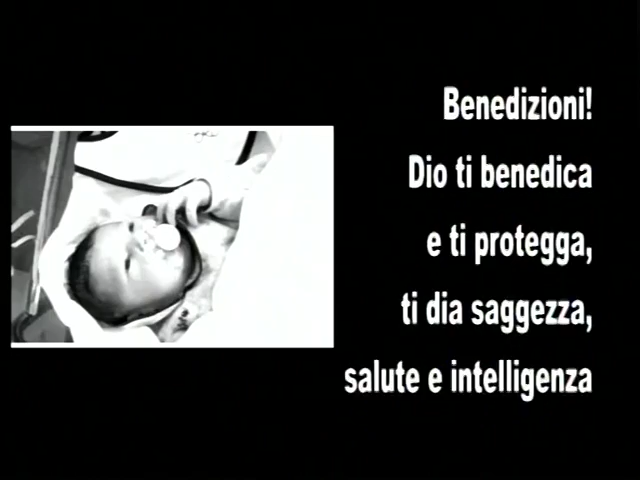 Benedizioni!
Dio ti benedica
e ti protegga,
ti dia saggezza,
salute e intelligenza